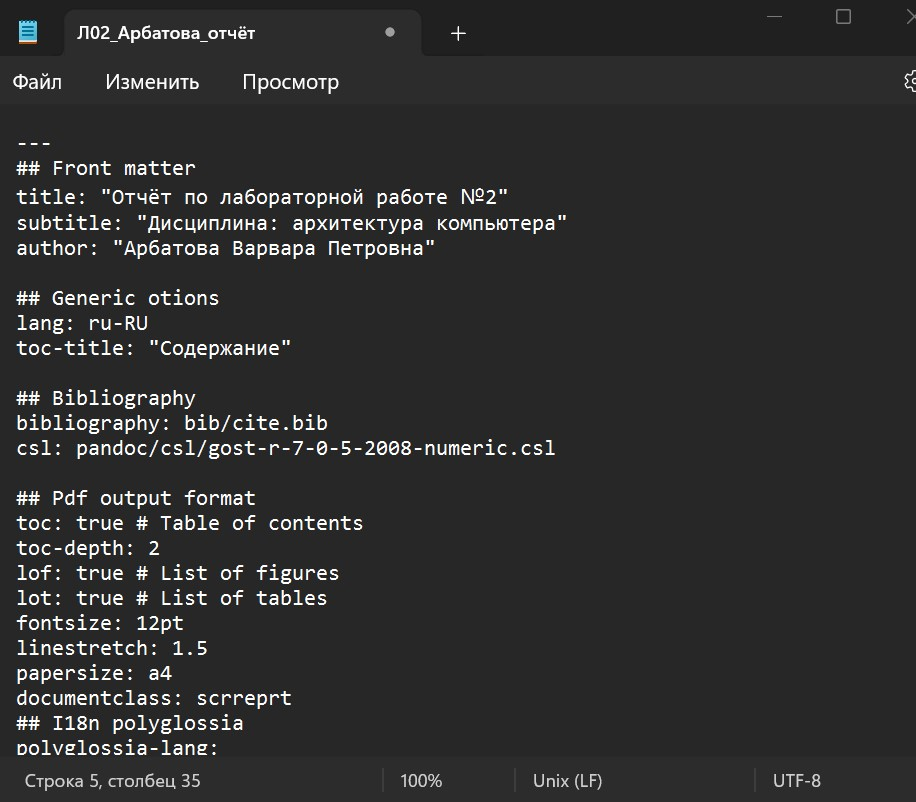 Л02_Арбатова_отчёт
Файл Изменить Просмотр
---
## Front matter
title: "Отчёт по лабораторной работе №2"
subtitle: "Дисциплина: архитектура компьютера"
author: "Арбатова Варвара Петровна"
## Generic otions
lang: ru-RU
toc-title: "Содержание"
## Bibliography
bibliography: bib/cite.bib
csl: pandoc/csl/gost-r-7-0-5-2008-numeric.csl
## Pdf output format
toc: true # Table of contents
toc-depth: 2
lof: true # List of figures
lot: true # List of tables
fontsize: 12pt
linestretch: 1.5
papersize: a4
documentclass: scrreprt
## I18n polyglossia
polyglossia-lang:
Строка 5, столбец 35 100% Unix (LF) UTF-8